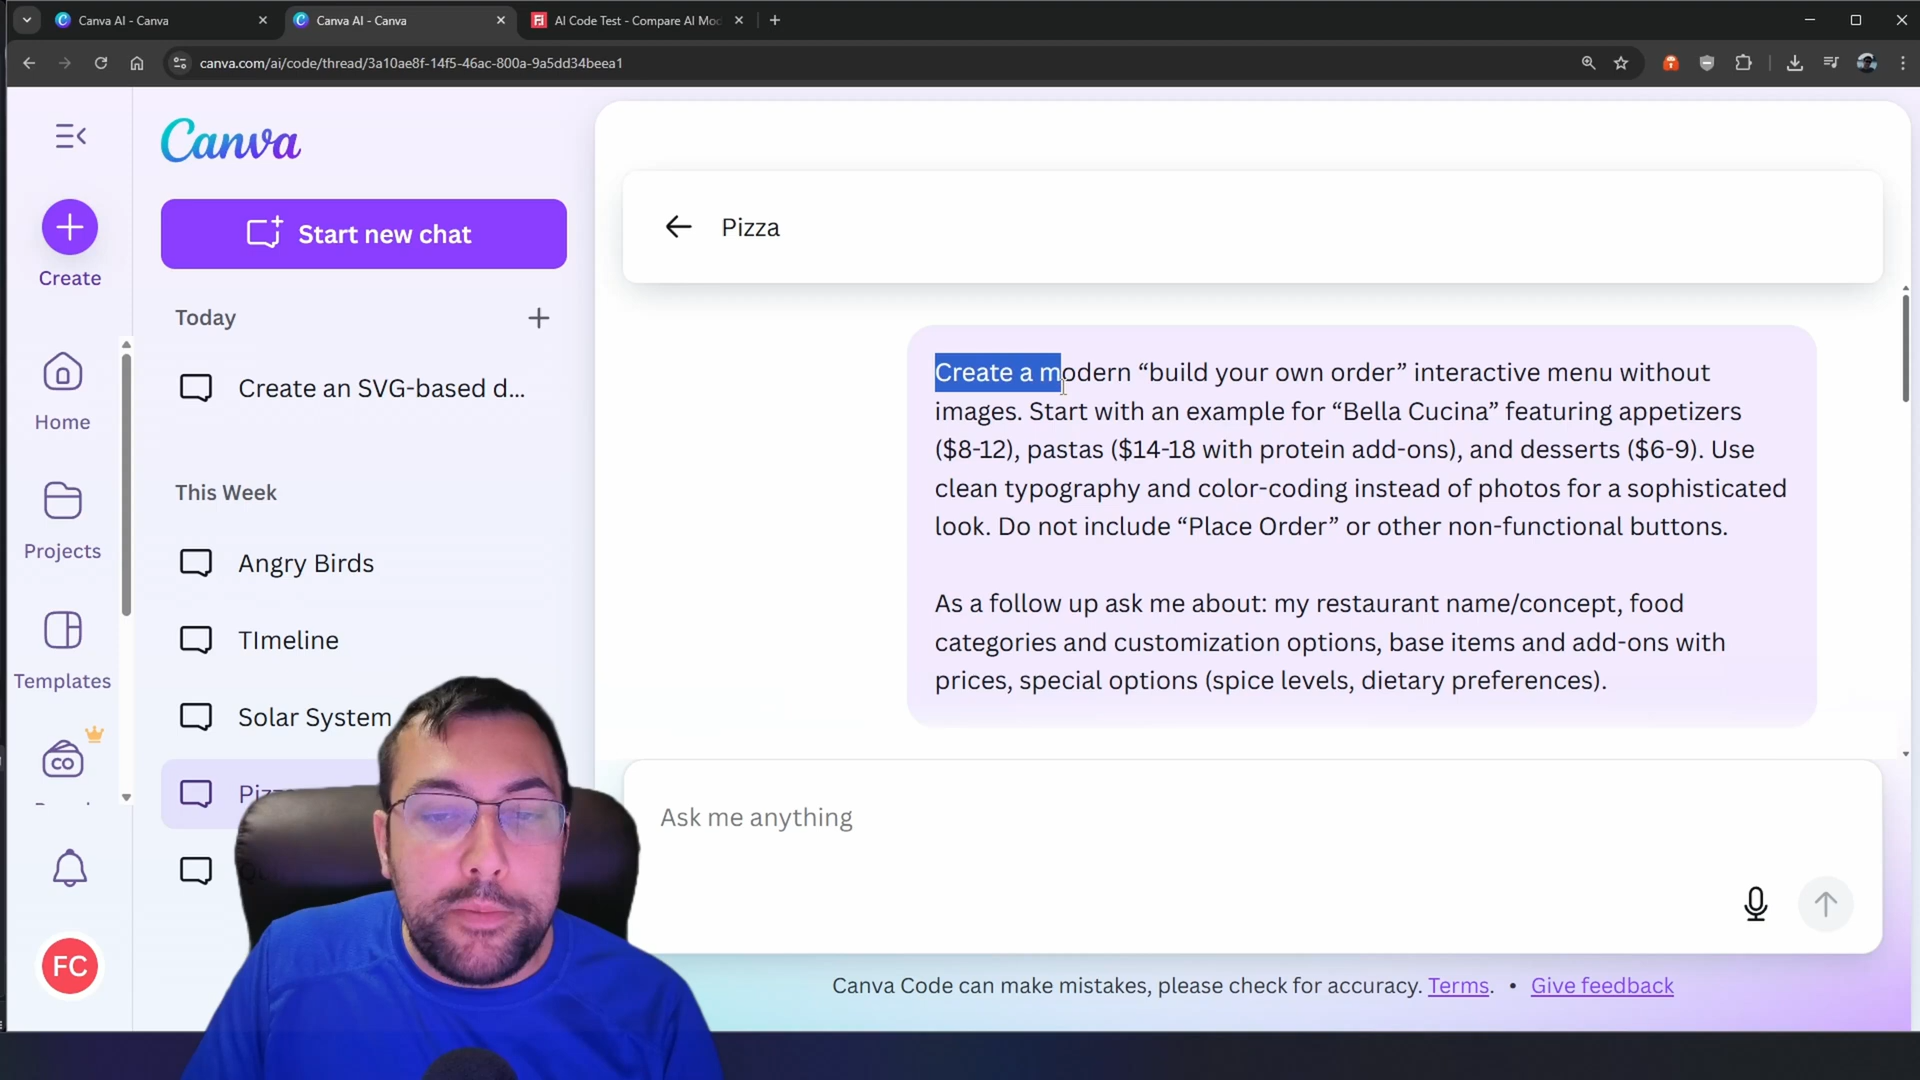 Canva AI - Canva
Canva AI - Canva
AI Code Test - Compare AI Mod
canva.com/ai/code/thread/3a10ae8f-14f5-46ac-800a-9a5dd34beea1
Canva
Start new chat
Create
Today
Create an SVG-based d...
Home
This Week
Angry Birds
Projects
TImeline
Templates
Solar System
CO
FC
Pizza
Create a modern “build your own order” interactive menu without
images. Start with an example for “Bella Cucina” featuring appetizers
($8-12), pastas ($14-18 with protein add-ons), and desserts ($6-9). Use
clean typography and color-coding instead of photos for a sophisticated
look. Do not include “Place Order” or other non-functional buttons.
As a follow up ask me about: my restaurant name/concept, food
categories and customization options, base items and add-ons with
prices, special options (spice levels, dietary preferences).
Ask me anything
Canva Code can make mistakes, please check for accuracy. Terms. • Give feedback